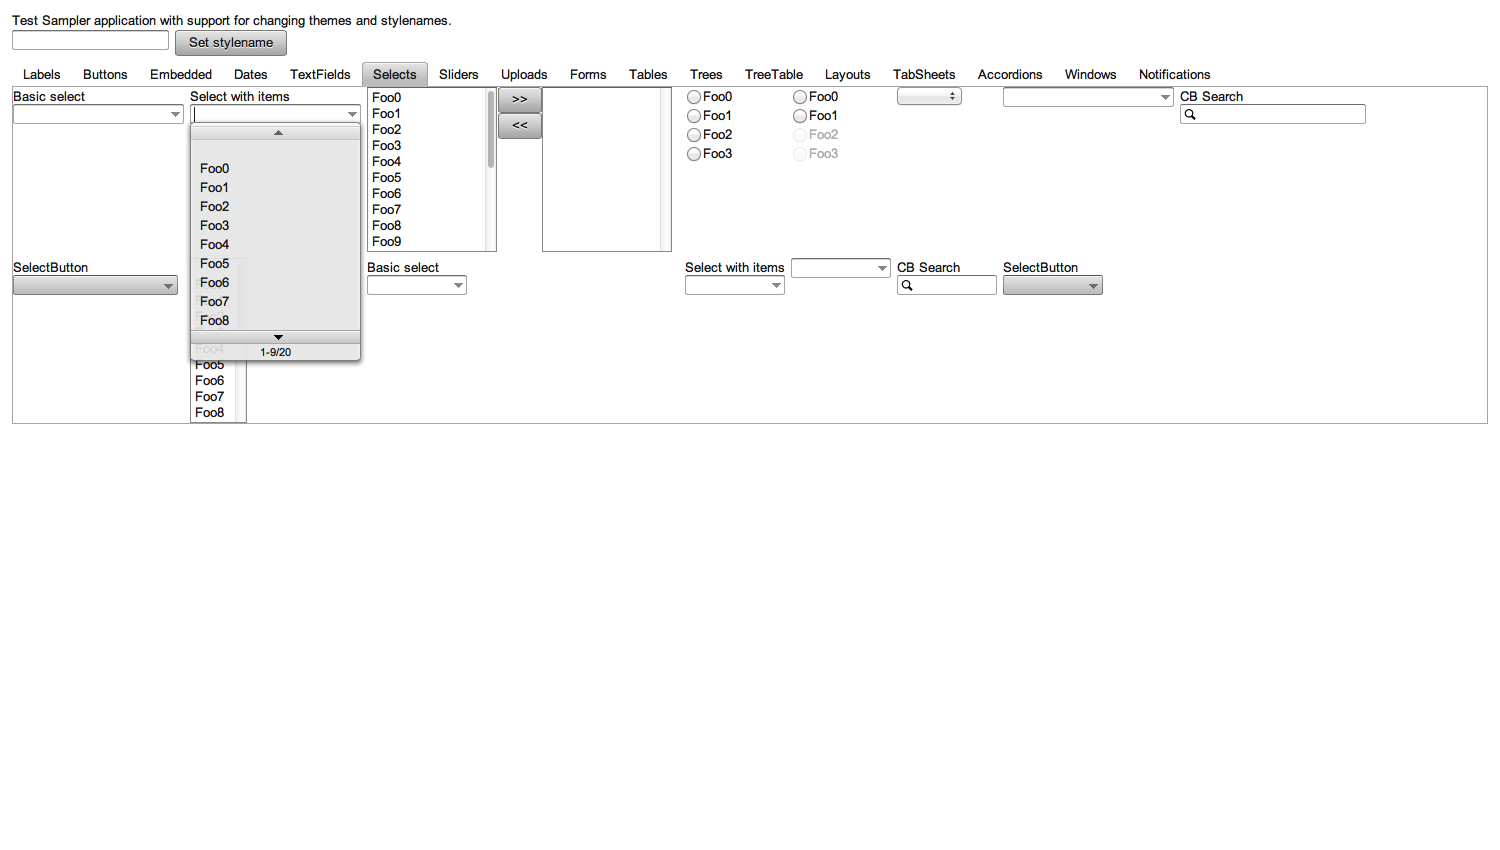 Test Sampler application with support for changing themes and stylenames.
Set stylename
Labels Buttons Embedded Dates TextFields Selects Sliders Uploads Forms Tables Trees TreeTable Layouts TabSheets Accordions Windows Notifications
Basic select
Select with items
Foo0
Foo1
Foo2
Foo3
Foo4
Foo5
Foo6
Foo7
Foo8
1-9/20
Foo0
Foo1
Foo2
Foo3
Foo4
Foo5
Foo6
Foo7
Foo8
Foo9
>>
<<
Foo0
Foo1
Foo2
Foo3
Foo0
Foo1
Foo2
Foo3
CB Search
SelectButton
Foo4
Foo5
Foo6
Foo7
Foo8
Basic select
Select with items
CB Search
SelectButton